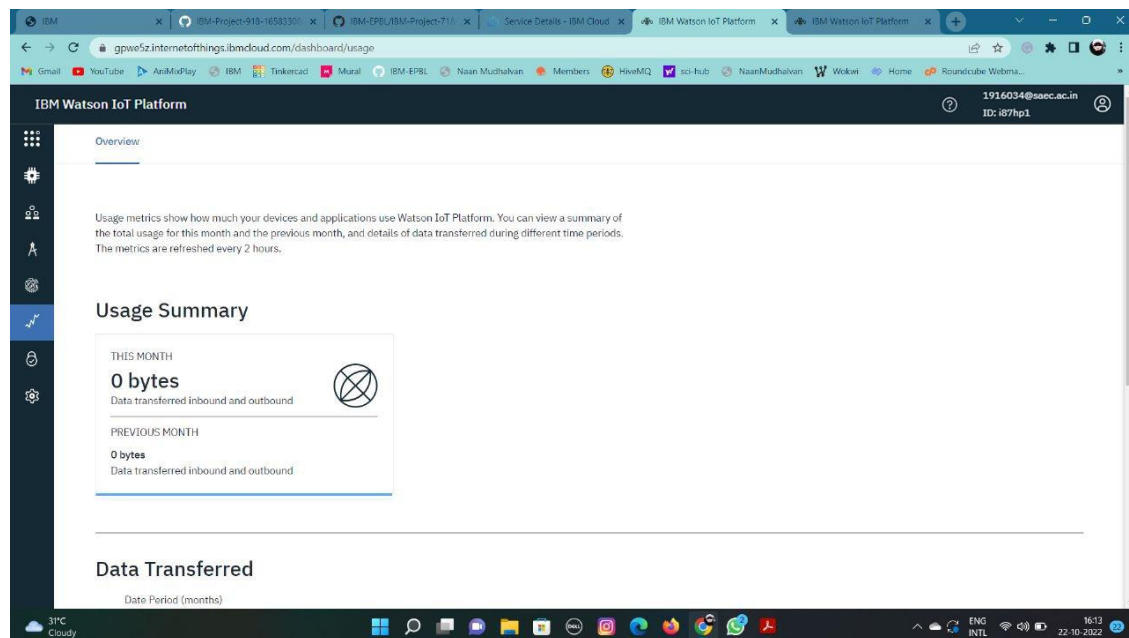 IBM
IBM-Project-918-16583308
IBM-EPBL/IBM-Project-718
Service Details - IBM Cloud
IBM Watson IoT Platform
IBM Watson IoT Platform
gpwe5z.internetofthings.ibmcloud.com/dashboard/usage
Gmail
YouTube
AniMixPlay
IBM
Tinkercad
Mural
IBM-EPBL
Naan Mudhalvan
Members
HiveMQ
sci-hub
NaanMudhalvan
Wokwi
Home
Roundcube Webma...
IBM Watson IoT Platform
1916034@saec.ac.in
ID: i87hp1
Overview
Usage metrics show how much your devices and applications use Watson IoT Platform. You can view a summary of
the total usage for this month and the previous month, and details of data transferred during different time periods.
The metrics are refreshed every 2 hours.
Usage Summary
THIS MONTH
0 bytes
Data transferred inbound and outbound
PREVIOUS MONTH
0 bytes
Data transferred inbound and outbound
Data Transferred
Date Period (months)
31°C
Cloudy
ENG
INTL
16:13
22-10-2022
22